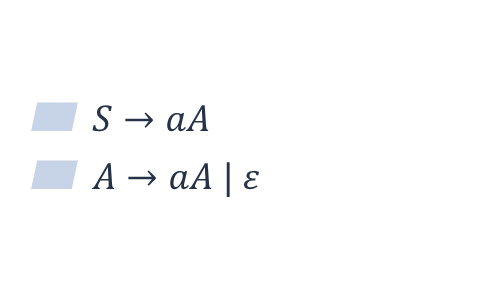 S → aA
A → aA | ε